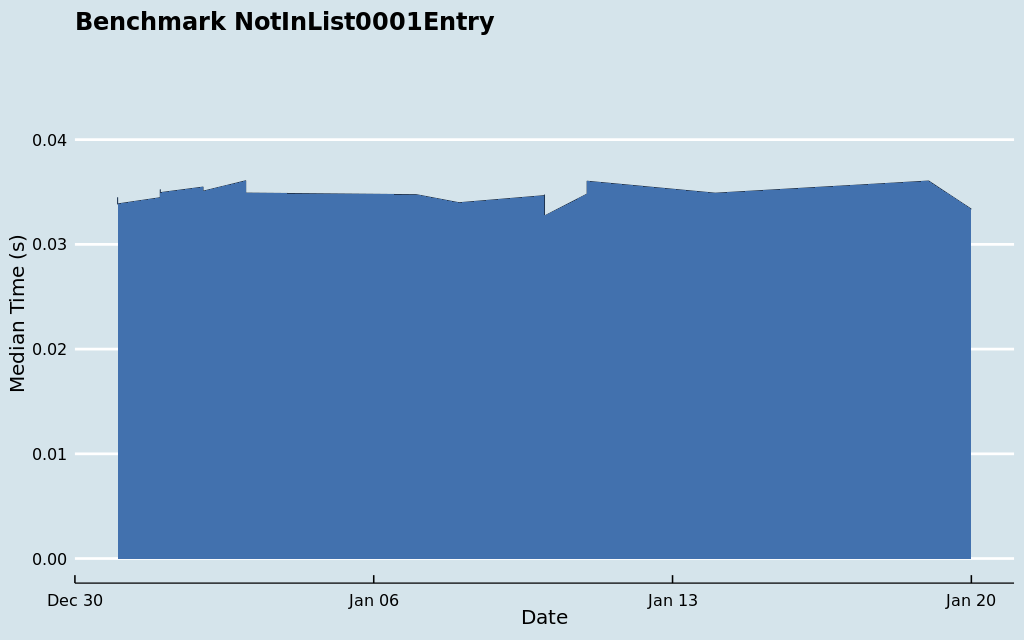 Benchmark NotInList0001Entry
0.04
0.03
0.02
0.01
0.00
Median Time (s)
Dec 30 Jan 06 Jan 13 Jan 20
Date